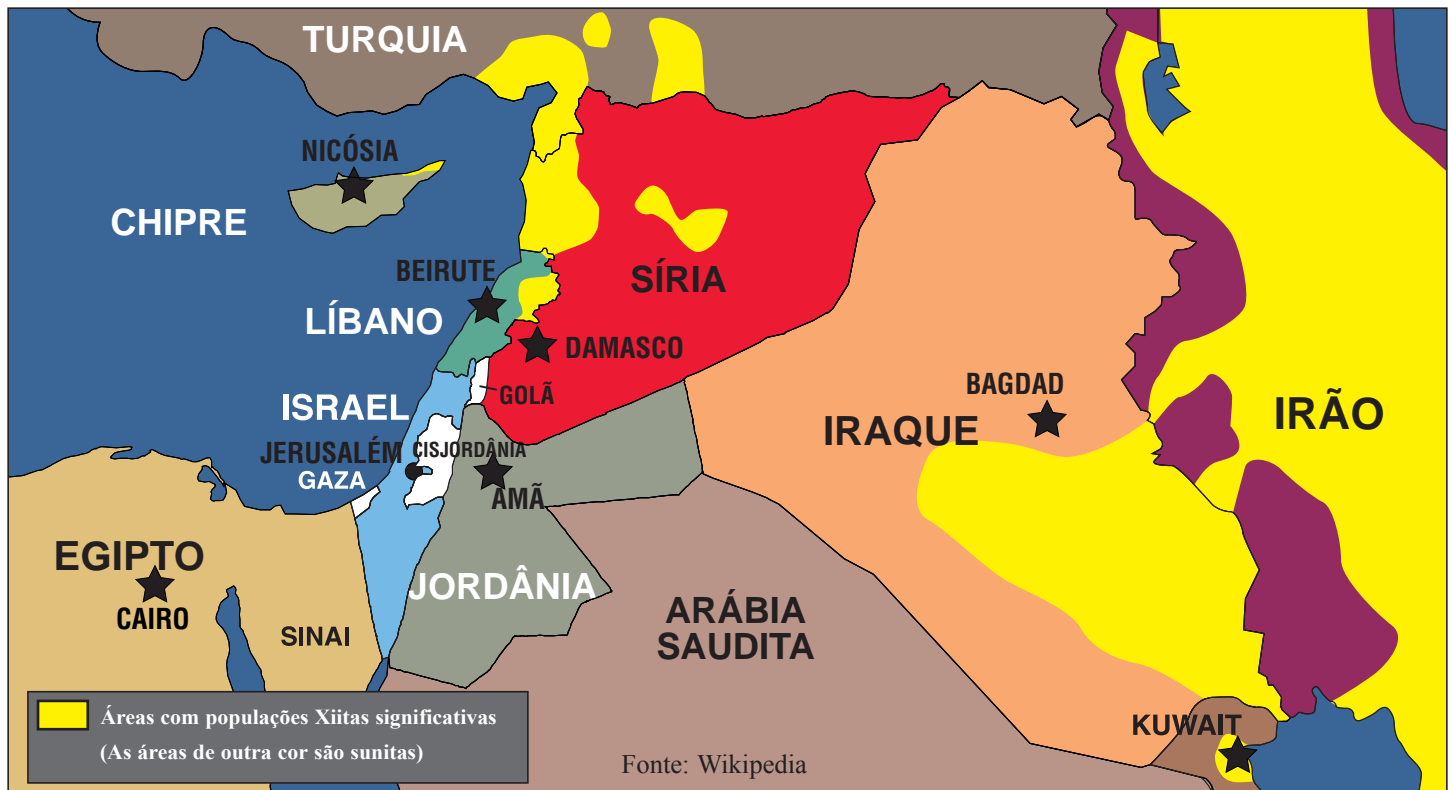 TURQUIA
NICÓSIA
CHIPRE
BEIRUTE
SÍRIA
LÍBANO
DAMASCO
GOLÃ
ISRAEL
BAGDAD
IRÃO
IRAQUE
JERUSALÉM
CISJORDÂNIA
GAZA
AMÃ
EGIPTO
CAIRO
JORDÂNIA
SINAI
ARÁBIA
SAUDITA
KUWAIT
Áreas com populações Xiitas significativas
(As áreas de outra cor são sunitas)
Fonte: Wikipedia